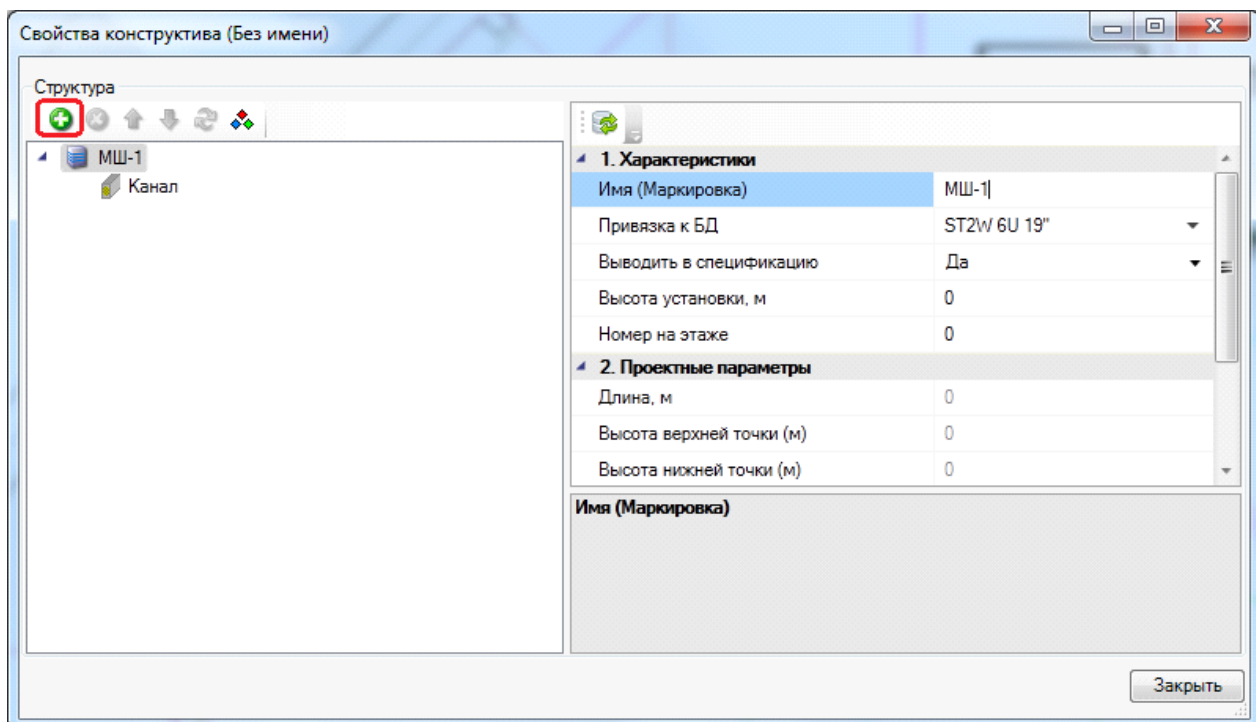 Свойства конструктива (Без имени)
Структура
МШ-1
Канал
1. Характеристики
Имя (Маркировка) МШ-1
Привязка к БД ST2W 6U 19"
Выводить в спецификацию Да
Высота установки, м 0
Номер на этаже 0
2. Проектные параметры
Длина, м 0
Высота верхней точки (м) 0
Высота нижней точки (м) 0
Имя (Маркировка)
Закрыть